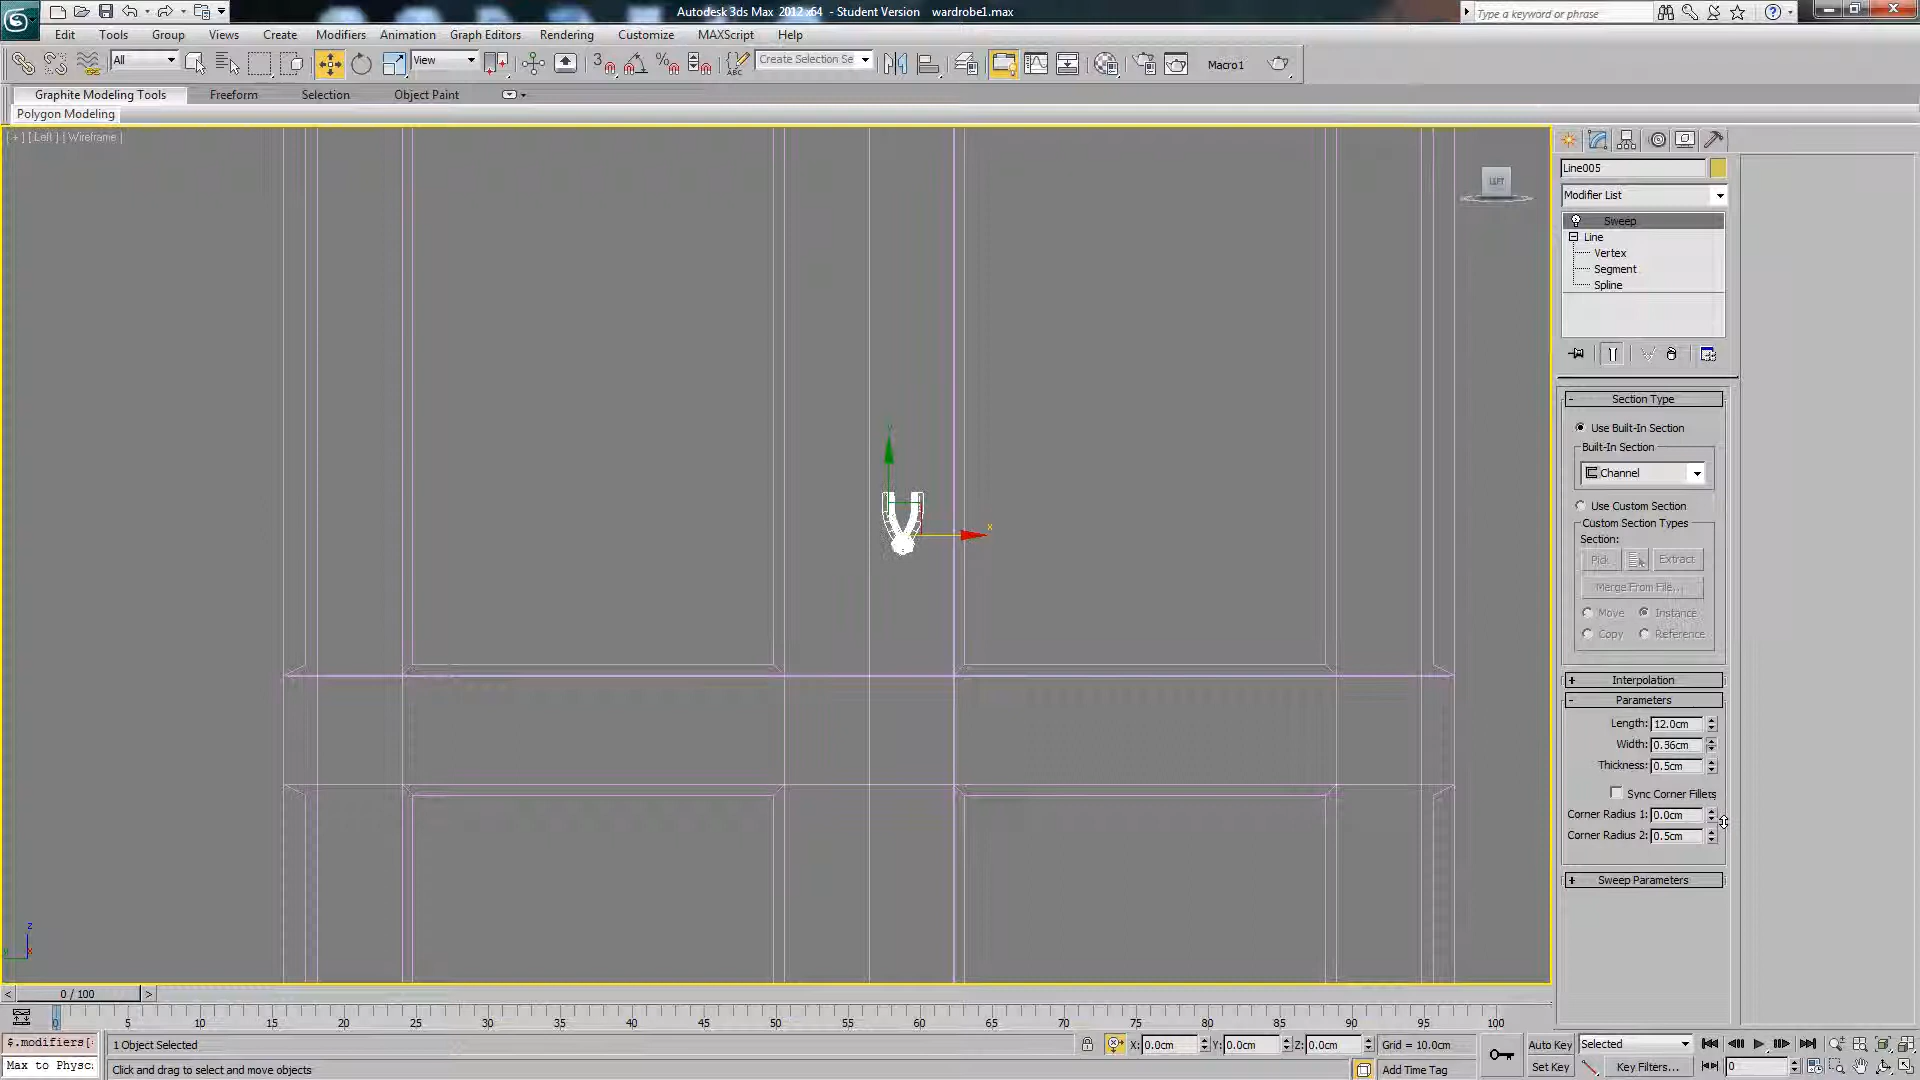 Autodesk 3ds Max 2012 x64 - Student Version wardrobe1.max
Type a keyword or phrase
Edit Tools Group Views Create Modifiers Animation Graph Editors Rendering Customize MAXScript Help
All
View
Create Selection Se
Macro1
Graphite Modeling Tools Freeform Selection Object Paint
Polygon Modeling
[ + ] [ Left ] [ Wireframe ]
LEFT
Line005
Modifier List
Sweep
Line
Vertex
Segment
Spline
- Section Type
Use Built-In Section
Built-In Section
Channel
Use Custom Section
Custom Section Types
Section:
Pick Extract
Merge From File...
Move Instance
Copy Reference
+ Interpolation
- Parameters
Length: 12.0cm
Width: 0.36cm
Thickness: 0.5cm
Sync Corner Fillets
Corner Radius 1: 0.0cm
Corner Radius 2: 0.5cm
+ Sweep Parameters
x
z
< 0 / 100 >
0 5 10 15 20 25 30 35 40 45 50 55 60 65 70 75 80 85 90 95 100
$.modifiers[
1 Object Selected
X: 0.0cm Y: 0.0cm Z: 0.0cm Grid = 10.0cm
Auto Key Selected
Max to Physc
Click and drag to select and move objects
Add Time Tag
Set Key Key Filters... 0